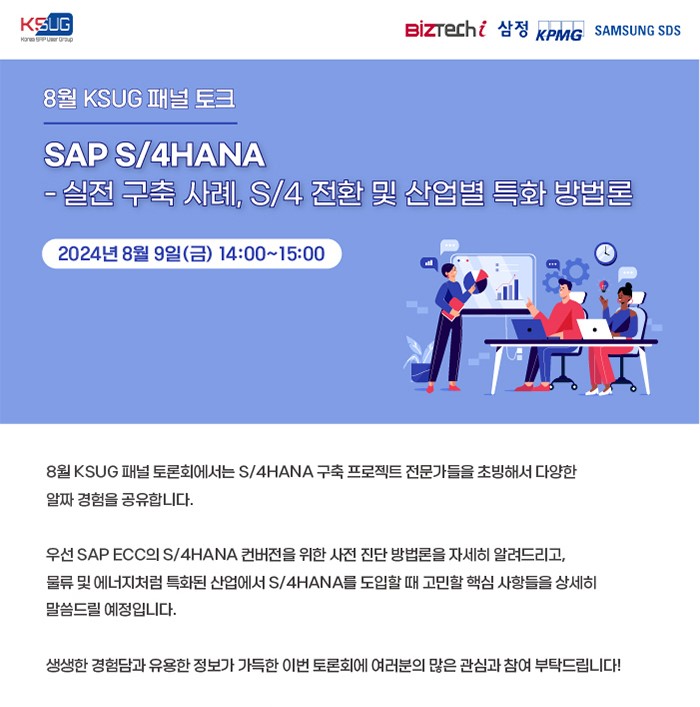 KSUG
Korea SAP User Group
BIZTECH i
삼정 KPMG
SAMSUNG SDS
8월 KSUG 패널 토크
SAP S/4HANA
- 실전 구축 사례, S/4 전환 및 산업별 특화 방법론
2024년 8월 9일(금) 14:00~15:00
8월 KSUG 패널 토론회에서는 S/4HANA 구축 프로젝트 전문가들을 초빙해서 다양한
알짜 경험을 공유합니다.
우선 SAP ECC의 S/4HANA 컨버전을 위한 사전 진단 방법론을 자세히 알려드리고,
물류 및 에너지처럼 특화된 산업에서 S/4HANA를 도입할 때 고민할 핵심 사항들을 상세히
말씀드릴 예정입니다.
생생한 경험담과 유용한 정보가 가득한 이번 토론회에 여러분의 많은 관심과 참여 부탁드립니다!